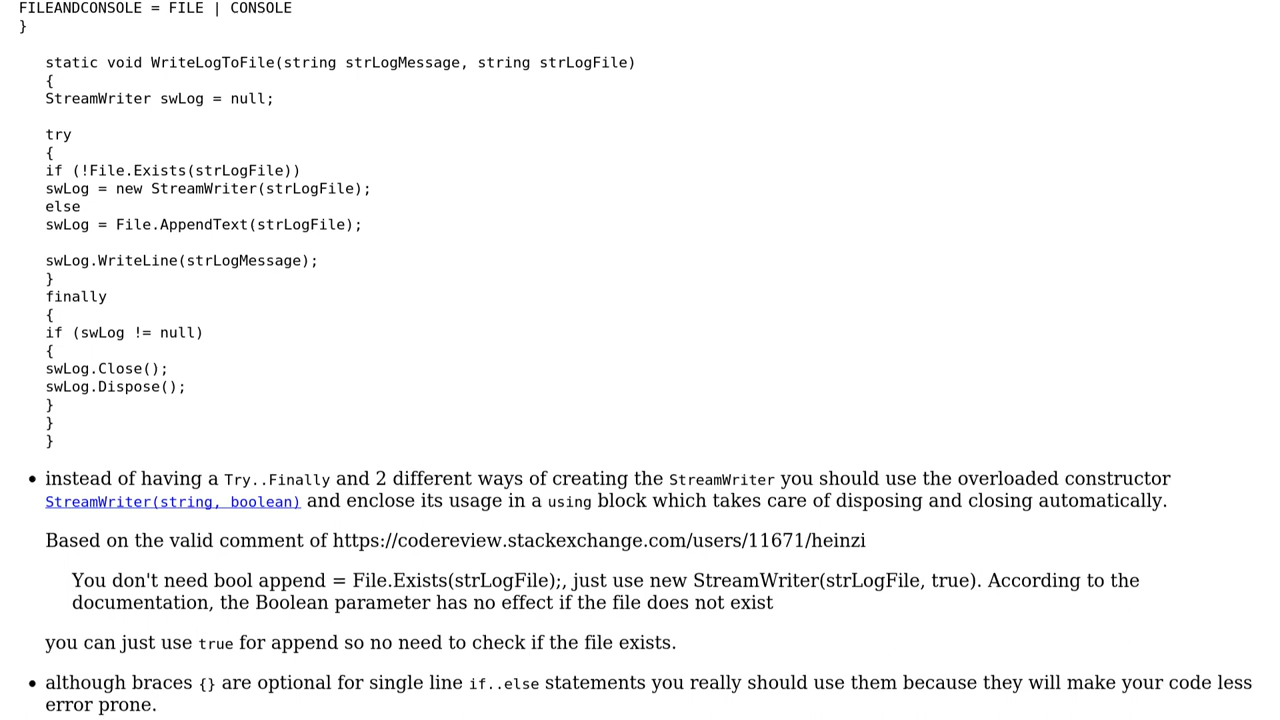 FILEANDCONSOLE = FILE | CONSOLE
}
static void WriteLogToFile(string strLogMessage, string strLogFile)
{
StreamWriter swLog = null;
try
{
if (!File.Exists(strLogFile))
swLog = new StreamWriter(strLogFile);
else
swLog = File.AppendText(strLogFile);
swLog.WriteLine(strLogMessage);
}
finally
{
if (swLog != null)
{
swLog.Close();
swLog.Dispose();
}
}
}
• instead of having a Try..Finally and 2 different ways of creating the StreamWriter you should use the overloaded constructor
StreamWriter(string, boolean) and enclose its usage in a using block which takes care of disposing and closing automatically.
Based on the valid comment of https://codereview.stackexchange.com/users/11671/heinzi
You don't need bool append = File.Exists(strLogFile);, just use new StreamWriter(strLogFile, true). According to the
documentation, the Boolean parameter has no effect if the file does not exist
you can just use true for append so no need to check if the file exists.
• although braces {} are optional for single line if..else statements you really should use them because they will make your code less
error prone.